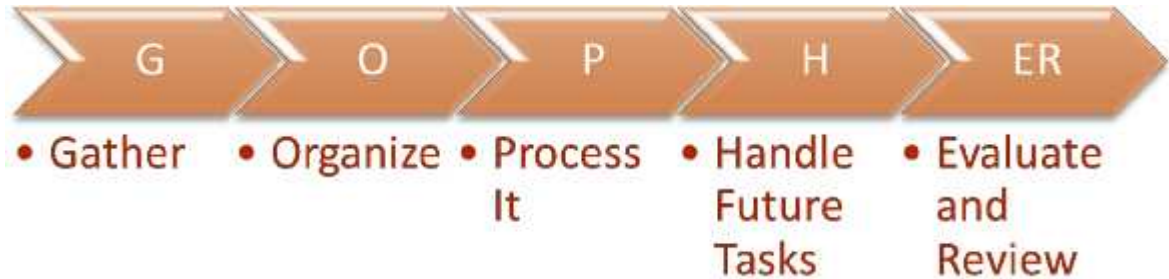 G
O
P
H
ER
• Gather
• Organize
• Process
It
• Handle
Future
Tasks
• Evaluate
and
Review